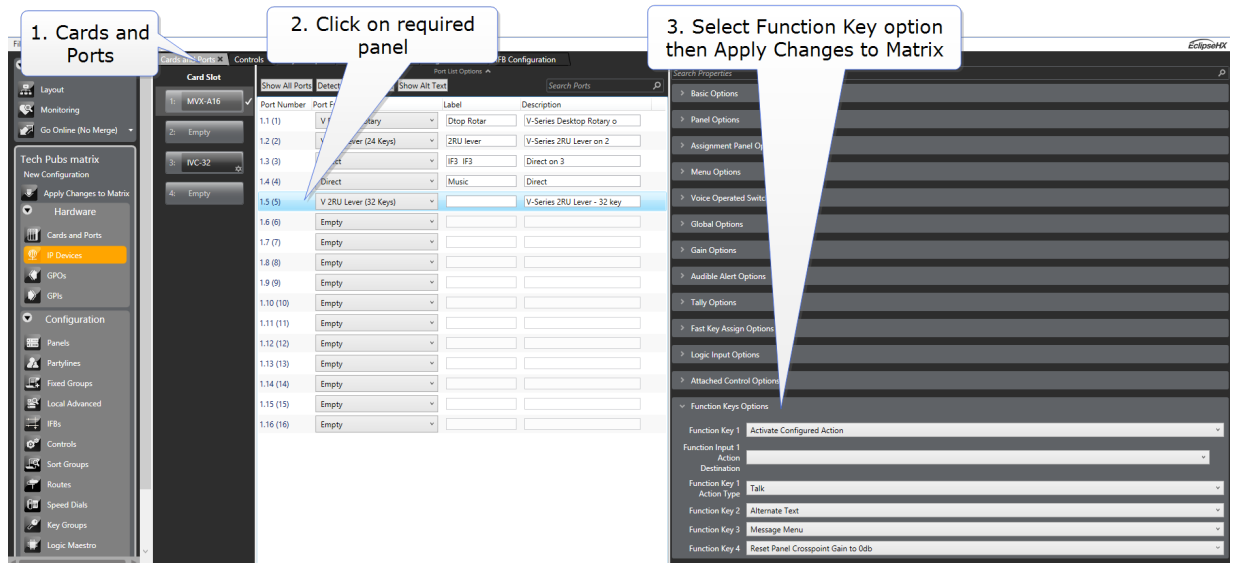 1. Cards and
Ports
2. Click on required
panel
3. Select Function Key option
then Apply Changes to Matrix
EclipseHX
Cards and Ports Controls
IFB Configuration
Layout
Monitoring
Go Online (No Merge)
Tech Pubs matrix
New Configuration
Apply Changes to Matrix
Hardware
Cards and Ports
IP Devices
GPOs
GPIs
Configuration
Panels
Partylines
Fixed Groups
Local Advanced
IFBs
Controls
Sort Groups
Routes
Speed Dials
Key Groups
Logic Maestro
Card Slot
1: MVX-A16
2: Empty
3: IVC-32
4: Empty
Port List Options
Show All Ports Detect Show Alt Text Search Ports
Port Number Port Label Description
1.1 (1) Dtop Rotar V-Series Desktop Rotary o
1.2 (2) (24 Keys) 2RU lever V-Series 2RU Lever on 2
1.3 (3) IF3 IF3 Direct on 3
1.4 (4) Direct Music Direct
1.5 (5) V 2RU Lever (32 Keys) V-Series 2RU Lever - 32 key
1.6 (6) Empty
1.7 (7) Empty
1.8 (8) Empty
1.9 (9) Empty
1.10 (10) Empty
1.11 (11) Empty
1.12 (12) Empty
1.13 (13) Empty
1.14 (14) Empty
1.15 (15) Empty
1.16 (16) Empty
Search Properties
Basic Options
Panel Options
Assignment Panel Op
Menu Options
Voice Operated Switc
Global Options
Gain Options
Audible Alert Options
Tally Options
Fast Key Assign Options
Logic Input Options
Attached Control Options
Function Keys Options
Function Key 1 Activate Configured Action
Function Input 1
Action
Destination
Function Key 1
Action Type Talk
Function Key 2 Alternate Text
Function Key 3 Message Menu
Function Key 4 Reset Panel Crosspoint Gain to 0db